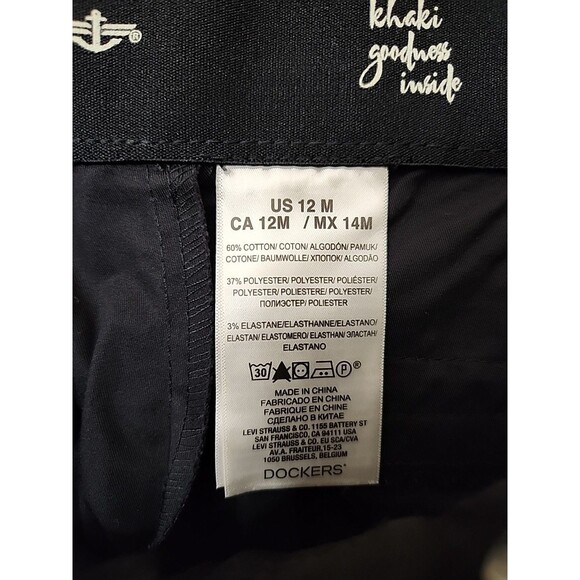 ®
khaki
goodness
inside
US 12 M
CA 12M / MX 14M
60% COTTON/ COTON/ ALGODÓN/ PAMUK/
COTONE/ BAUMWOLLE/ ХЛОПОК/ ALGODÃO
37% POLYESTER/ POLYESTER/ POLIÉSTER/
POLYESTER/ POLIESTERE/ POLYESTER/
ПОЛИЭСТЕР/ POLIESTER
3% ELASTANE/ELASTHANNE/ELASTANO/
ELASTAN/ ELASTOMERO/ ELASTHAN/ ЭЛАСТАН/
ELASTANO
30 P®
MADE IN CHINA
FABRICADO EN CHINA
FABRIQUE EN CHINE
СДЕЛАНО В КИТАЕ
LEVI STRAUSS & CO. 1155 BATTERY ST
SAN FRANCISCO, CA 94111 USA
LEVI STRAUSS & CO. EU SCA/CVA
AV.A. FRAITEUR,15-23
1050 BRUSSELS, BELGIUM
DOCKERS®